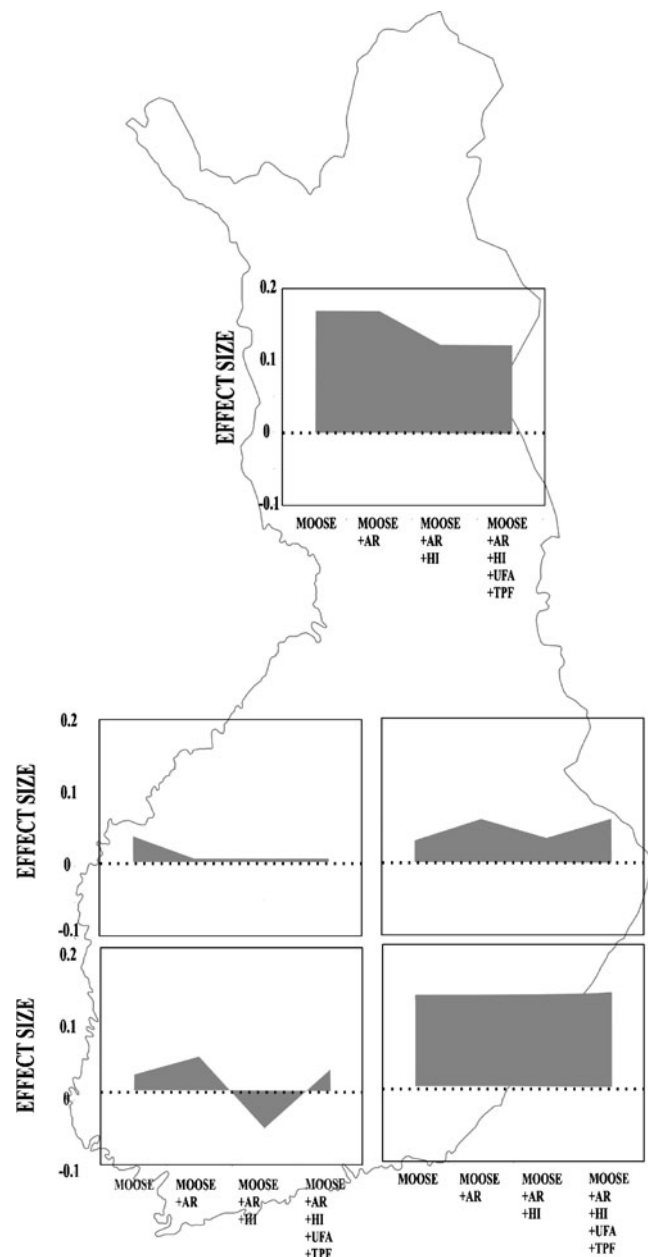 0.2
0.1
0
-0.1
EFFECT SIZE
MOOSE
MOOSE
+AR
MOOSE
+AR
+HI
MOOSE
+AR
+HI
+UFA
+TPF
0.2
0.1
0
-0.1
EFFECT SIZE
0.2
0.1
0
-0.1
EFFECT SIZE
MOOSE
MOOSE
+AR
MOOSE
+AR
+HI
MOOSE
+AR
+HI
+UFA
+TPF
MOOSE
MOOSE
+AR
MOOSE
+AR
+HI
MOOSE
+AR
+HI
+UFA
+TPF